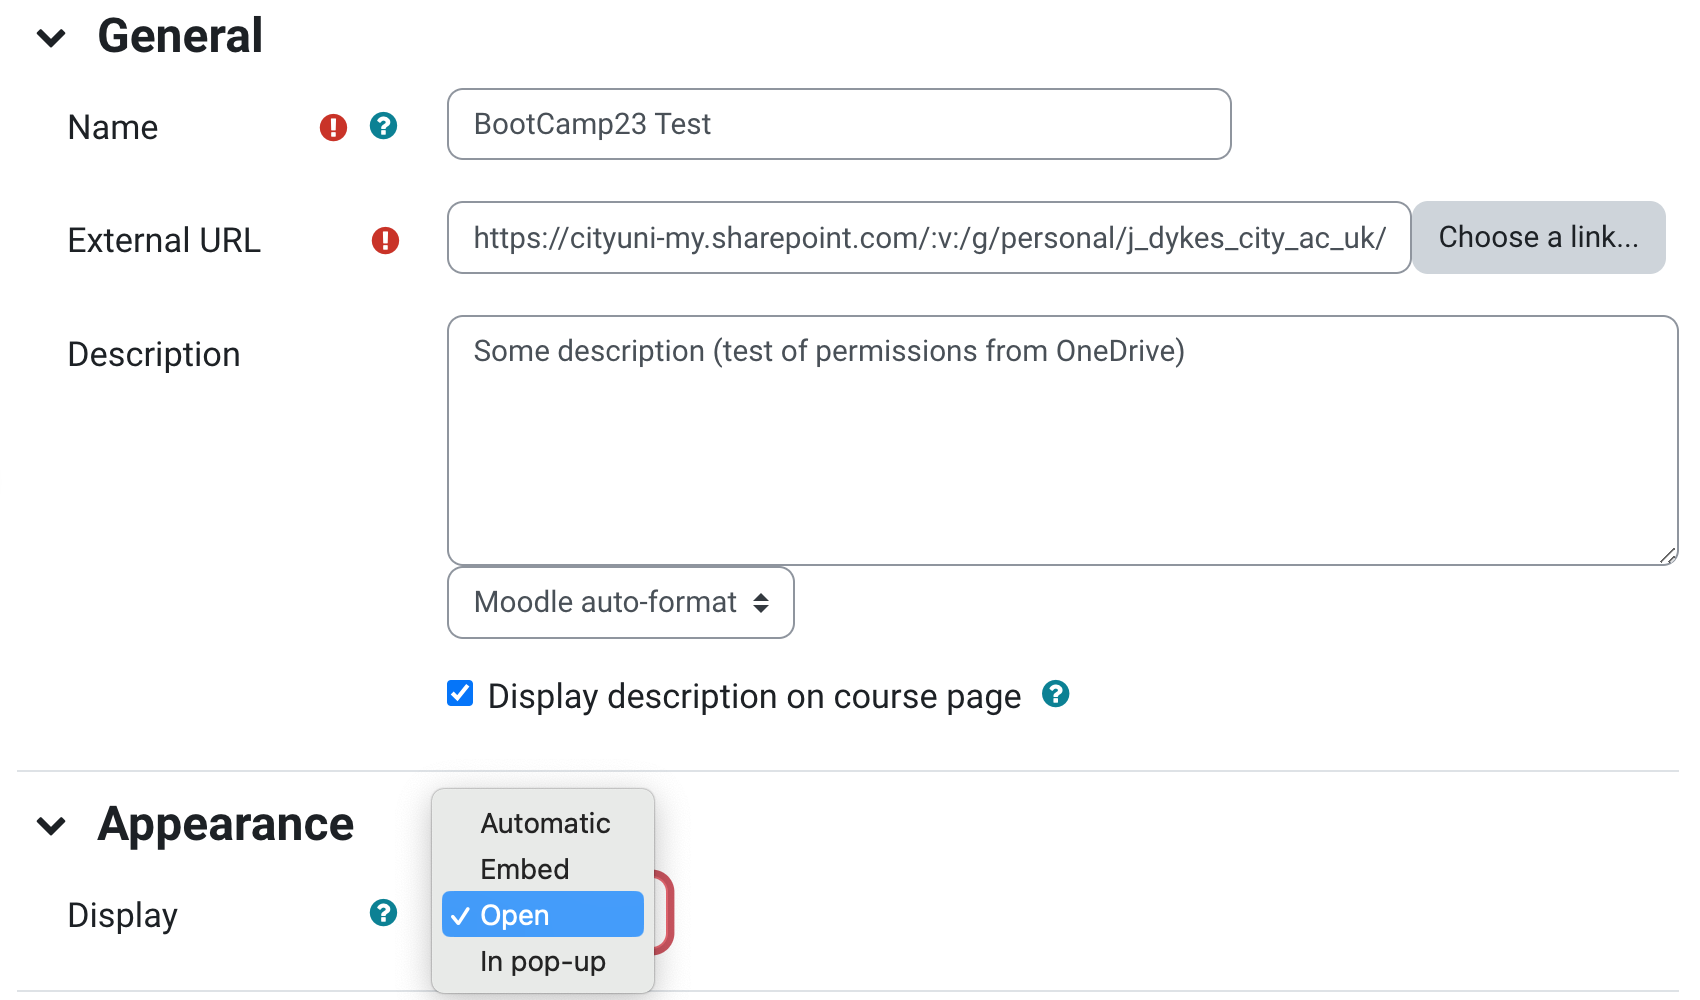 General
Name
BootCamp23 Test
External URL
https://cityuni-my.sharepoint.com/:v:/g/personal/j_dykes_city_ac_uk/
Choose a link...
Description
Some description (test of permissions from OneDrive)
Moodle auto-format
Display description on course page
Appearance
Automatic
Embed
Display
Open
In pop-up